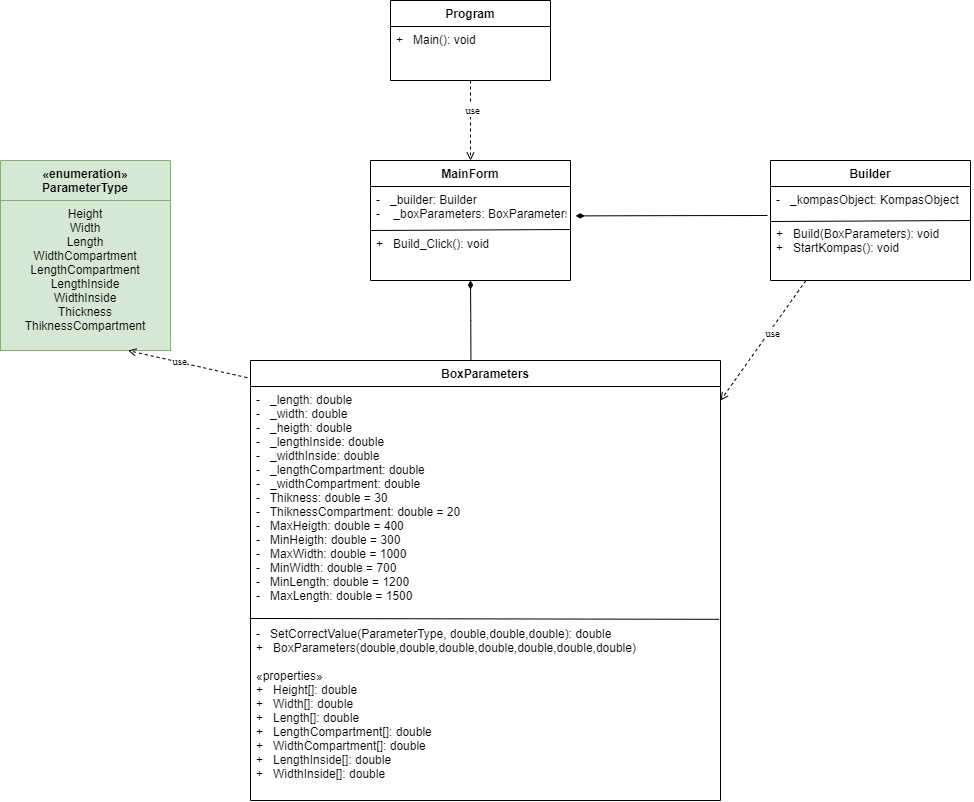 Program
+ Main(): void
use
«enumeration»
ParameterType
Height
Width
Length
WidthCompartment
LengthCompartment
LengthInside
WidthInside
Thickness
ThiknessCompartment
MainForm
- _builder: Builder
- _boxParameters: BoxParameters
+ Build_Click(): void
Builder
- _kompasObject: KompasObject
+ Build(BoxParameters): void
+ StartKompas(): void
use
use
BoxParameters
- _length: double
- _width: double
- _heigth: double
- _lengthInside: double
- _widthInside: double
- _lengthCompartment: double
- _widthCompartment: double
- Thikness: double = 30
- ThiknessCompartment: double = 20
- MaxHeigth: double = 400
- MinHeigth: double = 300
- MaxWidth: double = 1000
- MinWidth: double = 700
- MinLength: double = 1200
- MaxLength: double = 1500
- SetCorrectValue(ParameterType, double,double,double): double
+ BoxParameters(double,double,double,double,double,double,double)
«properties»
+ Height[]: double
+ Width[]: double
+ Length[]: double
+ LengthCompartment[]: double
+ WidthCompartment[]: double
+ LengthInside[]: double
+ WidthInside[]: double